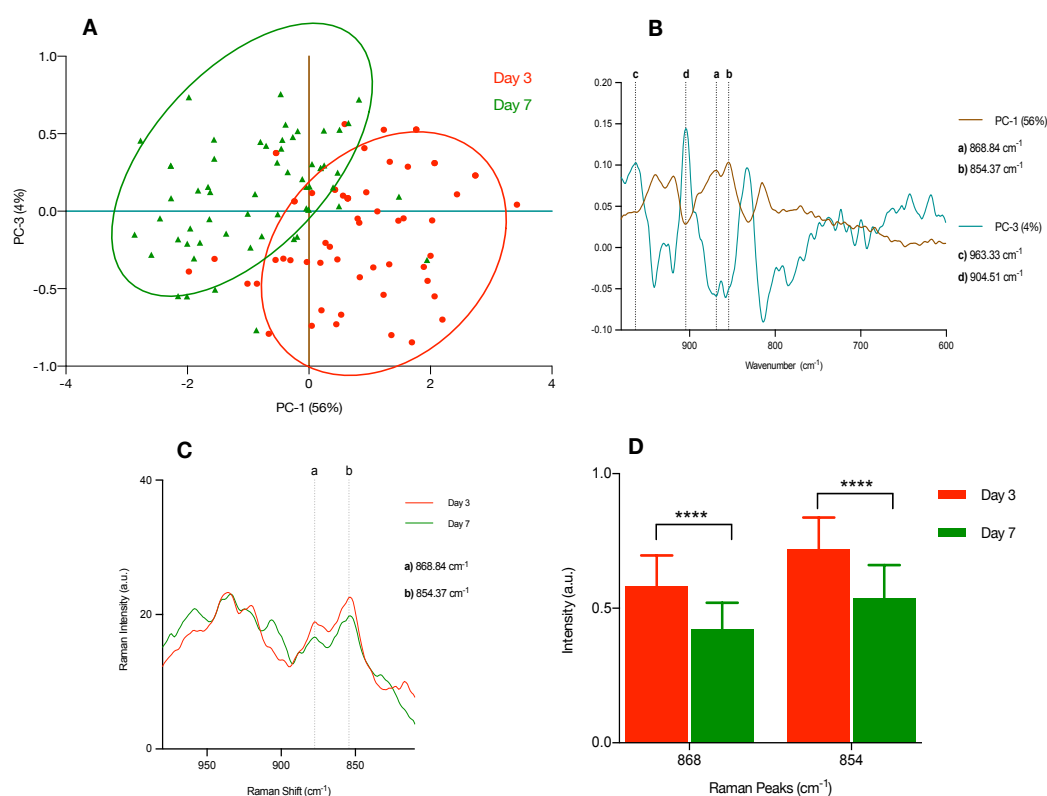 A
1.0
0.5
0.0
-0.5
-1.0
PC-3 (4%)
-4
-2
0
2
4
PC-1 (56%)
Day 3
Day 7
B
c
d
a
b
0.20
0.15
0.10
0.05
0.00
-0.05
-0.10
900
800
700
600
Wavenumber (cm-1)
PC-1 (56%)
a) 868.84 cm-1
b) 854.37 cm-1
PC-3 (4%)
c) 963.33 cm-1
d) 904.51 cm-1
C
a
b
40
20
0
Raman Intensity (a.u.)
950
900
850
Raman Shift (cm-1)
Day 3
Day 7
a) 868.84 cm-1
b) 854.37 cm-1
D
1.0
0.5
0.0
Intensity (a.u.)
****
****
868
854
Raman Peaks (cm-1)
Day 3
Day 7